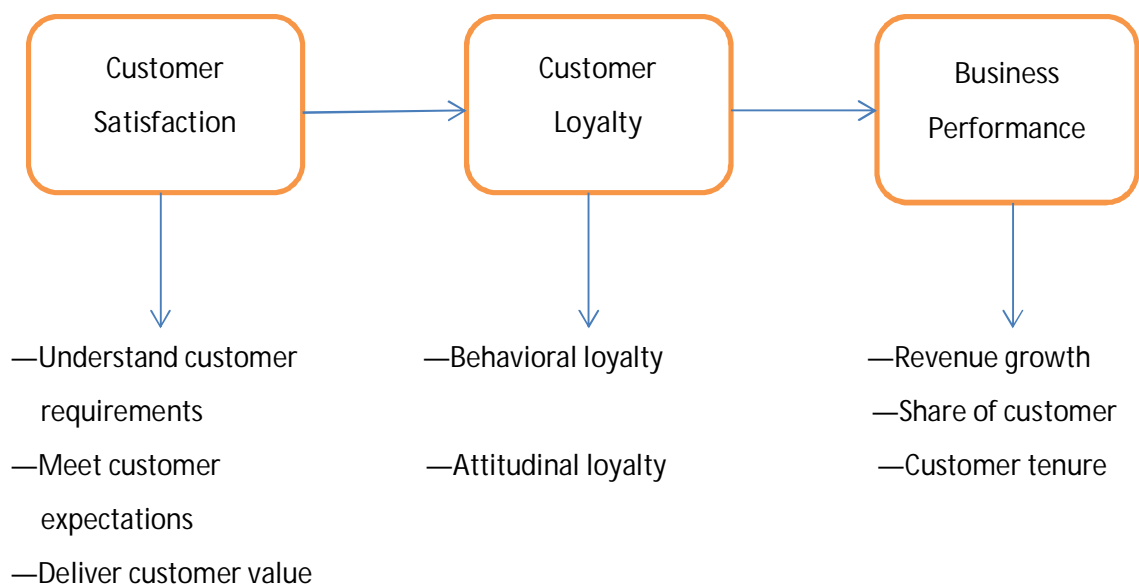 Customer
Satisfaction
Customer
Loyalty
Business
Performance
—Understand customer
requirements
—Meet customer
expectations
—Deliver customer value
—Behavioral loyalty
—Attitudinal loyalty
—Revenue growth
—Share of customer
—Customer tenure